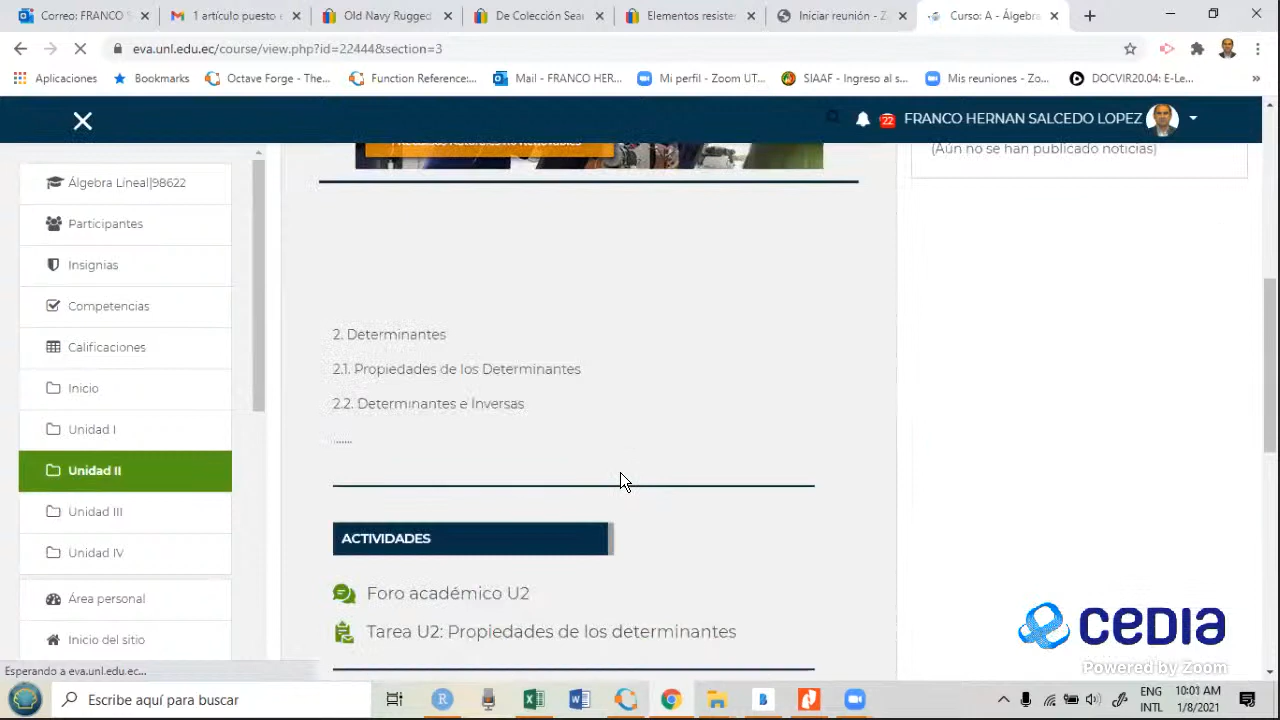 Correo: FRANCO S
1 artículo puesto e
Old Navy Rugged
De Colección Sear
Elementos resiste
Iniciar reunión - Z
Curso: A - Álgebra
eva.unl.edu.ec/course/view.php?id=22444&section=3
Aplicaciones
Bookmarks
Octave Forge - The...
Function Reference:...
Mail - FRANCO HER...
Mi perfil - Zoom UT...
SIAAF - Ingreso al s...
Mis reuniones - Zo...
DOCVIR20.04: E-Le...
22
FRANCO HERNAN SALCEDO LOPEZ
(Aún no se han publicado noticias)
Álgebra Lineal|98622
Participantes
Insignias
Competencias
Calificaciones
Inicio
Unidad I
Unidad II
Unidad III
Unidad IV
Área personal
Inicio del sitio
2. Determinantes
2.1. Propiedades de los Determinantes
2.2. Determinantes e Inversas
......
ACTIVIDADES
Foro académico U2
Tarea U2: Propiedades de los determinantes
cedia
Powered by Zoom
Esperando a eva.unl.edu.ec...
Escribe aquí para buscar
ENG
INTL
10:01 AM
1/8/2021